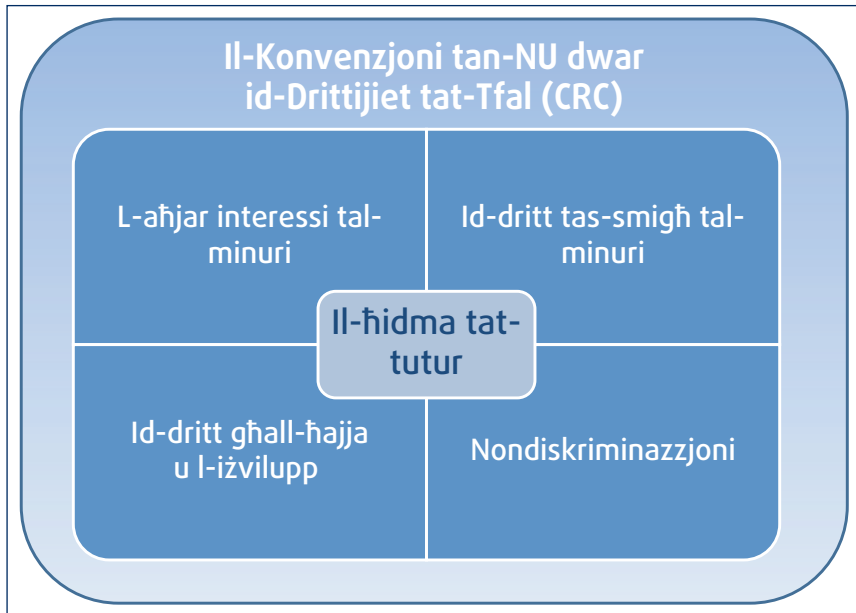 Il-Konvenzjoni tan-NU dwar
id-Drittijiet tat-Tfal (CRC)
L-aħjar interessi tal-
minuri
Id-dritt tas-smigħ tal-
minuri
Il-ħidma tat-
tutur
Id-dritt għall-ħajja
u l-iżvilupp
Nondiskriminazzjoni